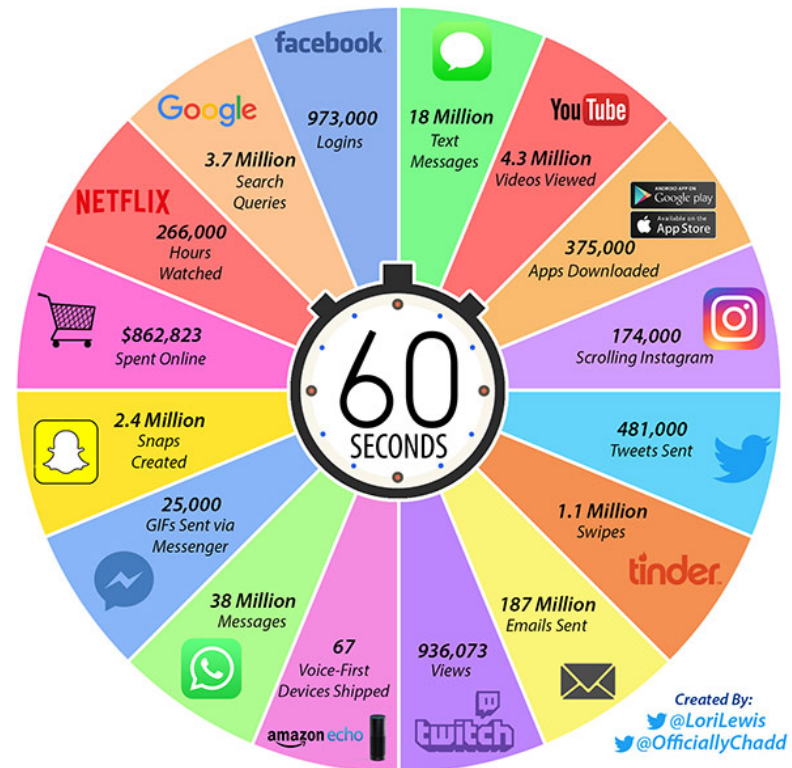 facebook
973,000
Logins
18 Million
Text
Messages
YouTube
4.3 Million
Videos Viewed
ANDROID APP ON
Google play
Available on the
App Store
375,000
Apps Downloaded
174,000
Scrolling Instagram
481,000
Tweets Sent
1.1 Million
Swipes
tinder
187 Million
Emails Sent
936,073
Views
twitch
67
Voice-First
Devices Shipped
amazon echo
38 Million
Messages
25,000
GIFs Sent via
Messenger
2.4 Million
Snaps
Created
$862,823
Spent Online
NETFLIX
266,000
Hours
Watched
Google
3.7 Million
Search
Queries
60
SECONDS
Created By:
@LoriLewis
@OfficiallyChadd